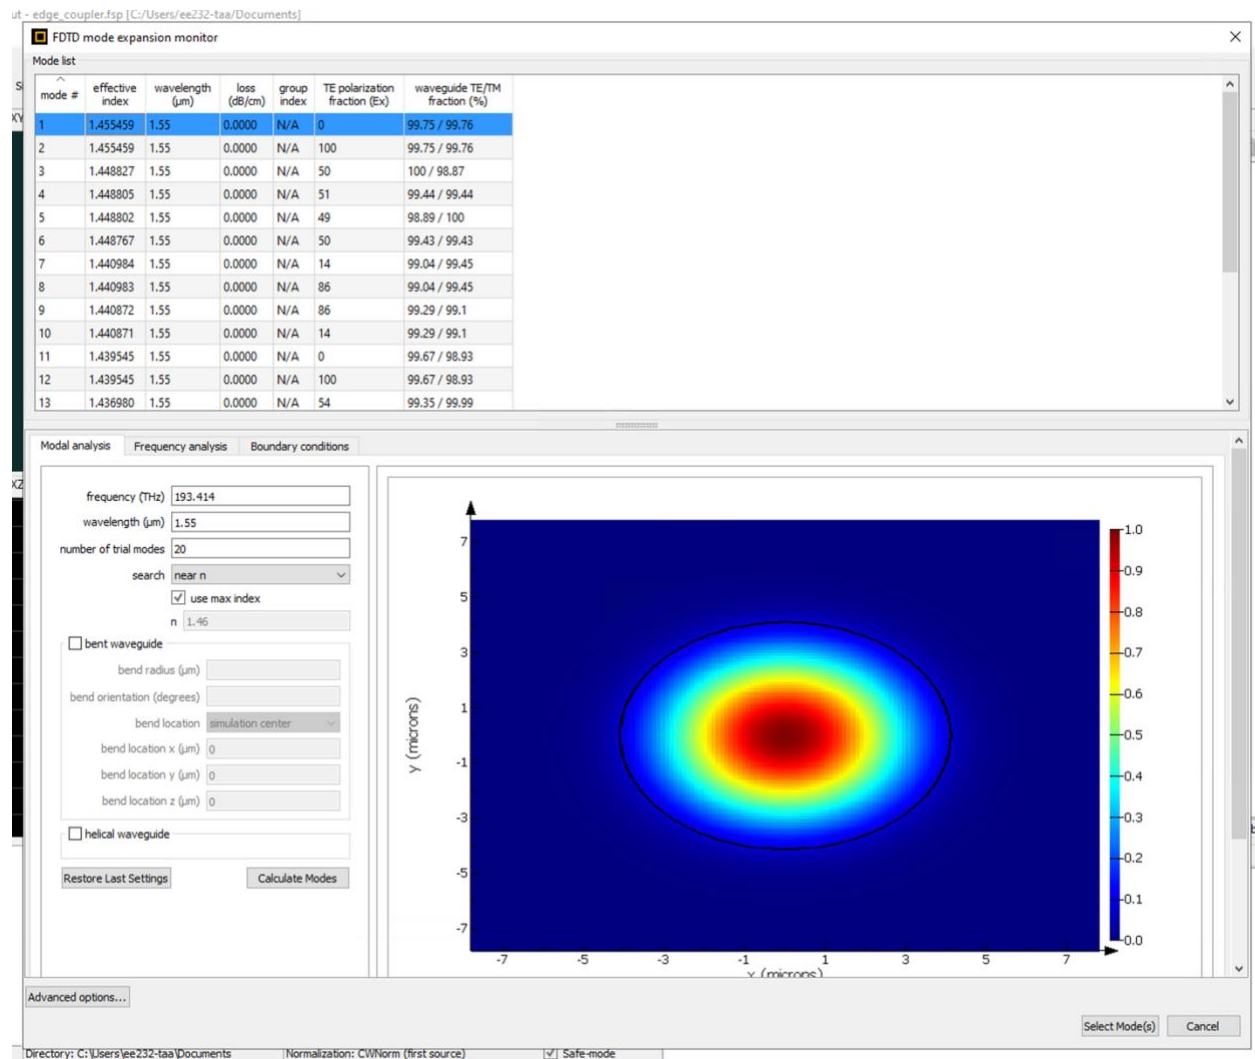 ut - edge_coupler.fsp [C:/Users/ee232-taa/Documents]
FDTD mode expansion monitor
Mode list
mode # effective index wavelength (µm) loss (dB/cm) group index TE polarization fraction (Ex) waveguide TE/TM fraction (%)
1 1.455459 1.55 0.0000 N/A 0 99.75 / 99.76
2 1.455459 1.55 0.0000 N/A 100 99.75 / 99.76
3 1.448827 1.55 0.0000 N/A 50 100 / 98.87
4 1.448805 1.55 0.0000 N/A 51 99.44 / 99.44
5 1.448802 1.55 0.0000 N/A 49 98.89 / 100
6 1.448767 1.55 0.0000 N/A 50 99.43 / 99.43
7 1.440984 1.55 0.0000 N/A 14 99.04 / 99.45
8 1.440983 1.55 0.0000 N/A 86 99.04 / 99.45
9 1.440872 1.55 0.0000 N/A 86 99.29 / 99.1
10 1.440871 1.55 0.0000 N/A 14 99.29 / 99.1
11 1.439545 1.55 0.0000 N/A 0 99.67 / 98.93
12 1.439545 1.55 0.0000 N/A 100 99.67 / 98.93
13 1.436980 1.55 0.0000 N/A 54 99.35 / 99.99
Modal analysis Frequency analysis Boundary conditions
frequency (THz) 193.414
wavelength (µm) 1.55
number of trial modes 20
search near n
use max index
n 1.46
bent waveguide
bend radius (µm)
bend orientation (degrees)
bend location simulation center
bend location x (µm) 0
bend location y (µm) 0
bend location z (µm) 0
helical waveguide
Restore Last Settings Calculate Modes
7
5
3
1
-1
-3
-5
-7
y (microns)
-7 -5 -3 -1 1 3 5 7
x (microns)
1.0
0.9
0.8
0.7
0.6
0.5
0.4
0.3
0.2
0.1
0.0
Advanced options...
Select Mode(s) Cancel
Directory: C:\Users\ee232-taa\Documents Normalization: CWNorm (first source) Safe-mode